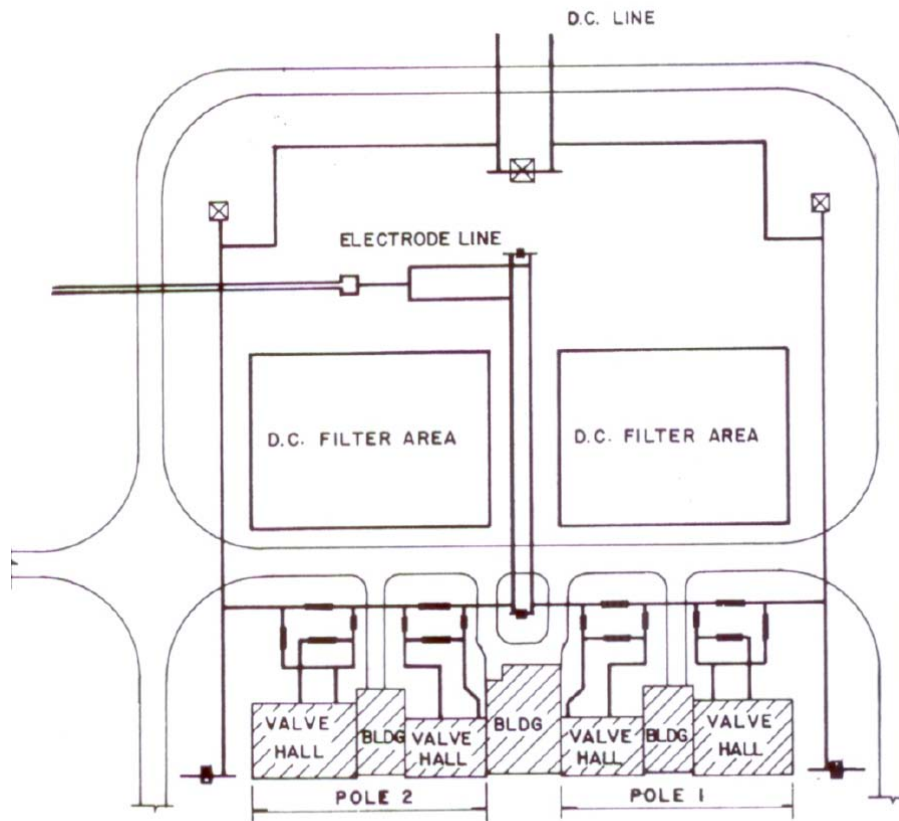 D.C. LINE
ELECTRODE LINE
D.C. FILTER AREA
D.C. FILTER AREA
VALVE
HALL
BLDG
VALVE
HALL
BLDG
VALVE
HALL
BLDG
VALVE
HALL
POLE 2
POLE 1